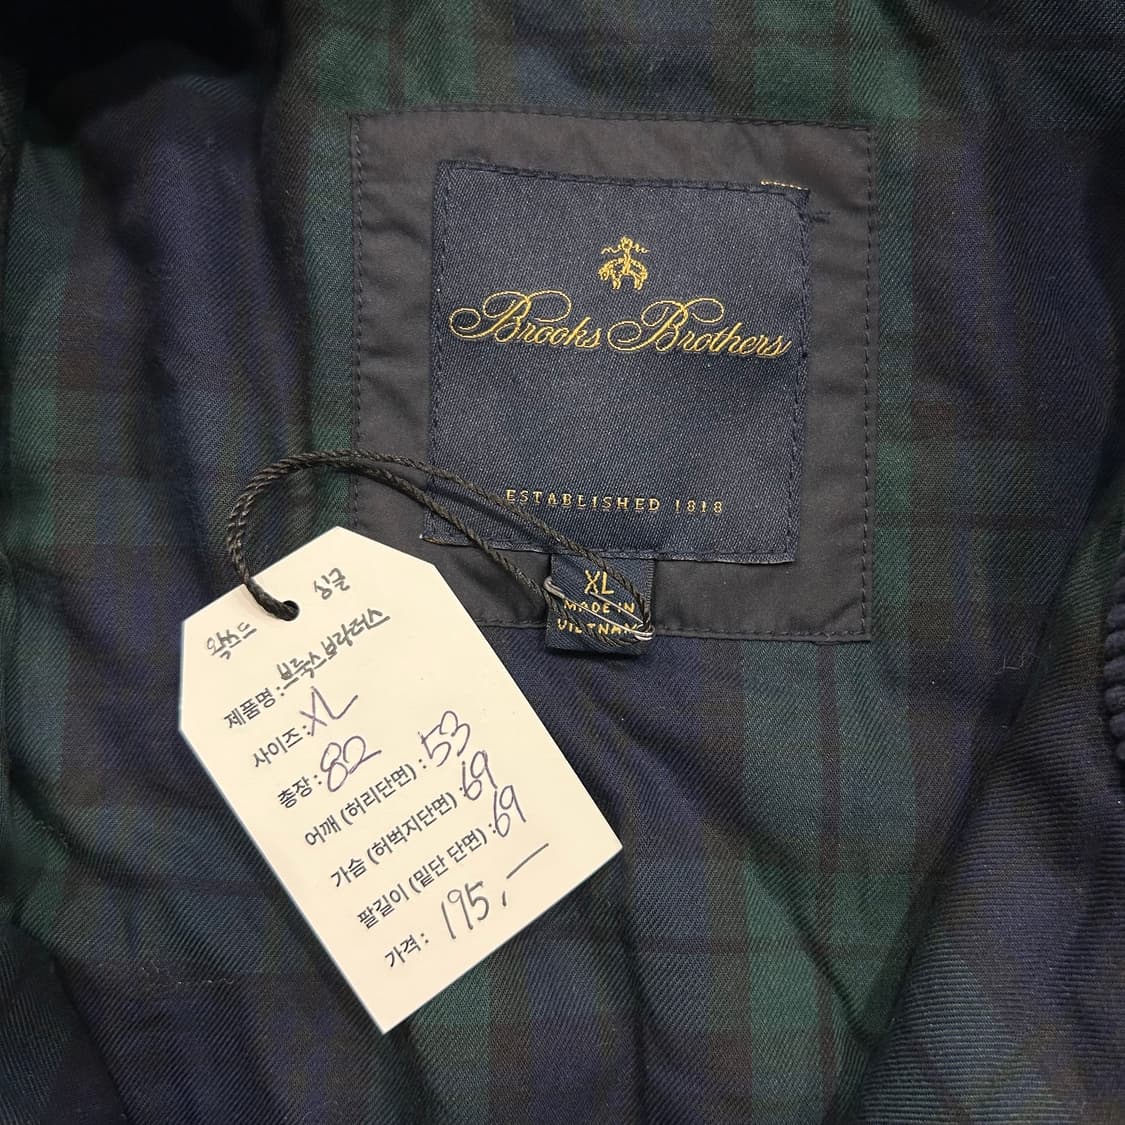 Brooks Brothers
ESTABLISHED 1818
XL
MADE IN
VIETNAM
싱글
왁스드
제품명 : 브룩스브라더스
사이즈 : XL
총장 : 82
어깨 (허리단면) : 53
가슴 (허벅지단면) : 69
팔길이 (밑단 단면) : 69
가격 : 195,—